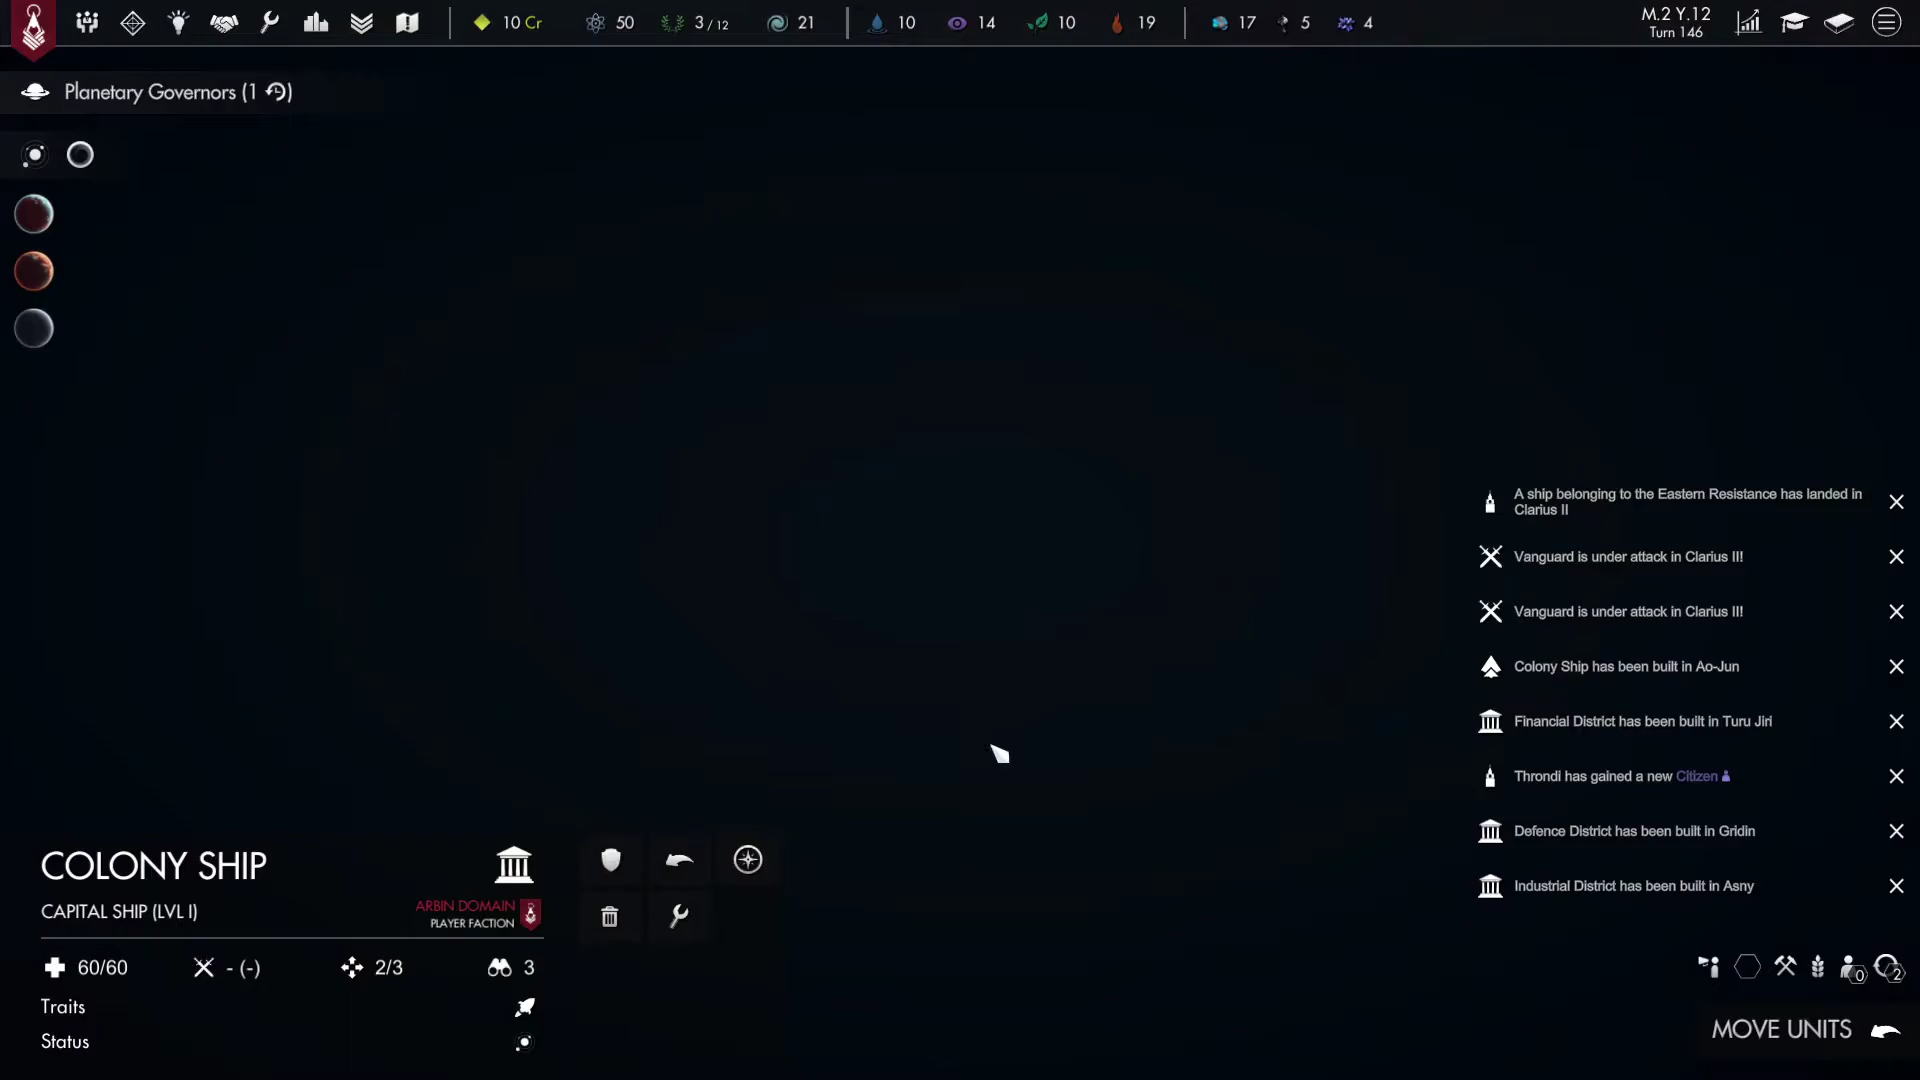 10 Cr 50 3 / 12 21 10 14 10 19 17 5 4
M.2 Y.12
Turn 146
Planetary Governors (1 )
A ship belonging to the Eastern Resistance has landed in
Clarius II
Vanguard is under attack in Clarius III!
Vanguard is under attack in Clarius III!
Colony Ship has been built in Ao-Jun
Financial District has been built in Turu Jiri
Throndi has gained a new Citizen
Defence District has been built in Gridin
Industrial District has been built in Asny
COLONY SHIP
CAPITAL SHIP (LVL I)
ARBIN DOMAIN
PLAYER FACTION
60/60 - (-) 2/3 3
Traits
Status
0 2
MOVE UNITS